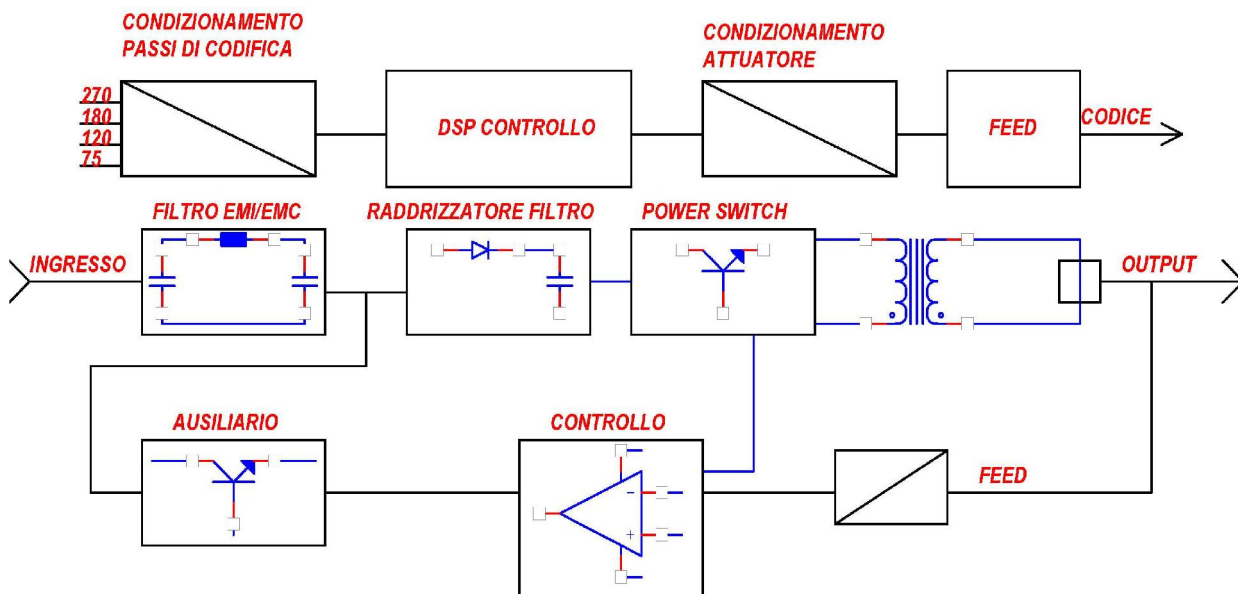 CONDIZIONAMENTO
PASSI DI CODIFICA
CONDIZIONAMENTO
ATTUATORE
270
180
120
75
DSP CONTROLLO
FEED
CODICE
FILTRO EMI/EMC
RADDRIZZATORE FILTRO
POWER SWITCH
INGRESSO
OUTPUT
AUSILIARIO
CONTROLLO
FEED
-
+